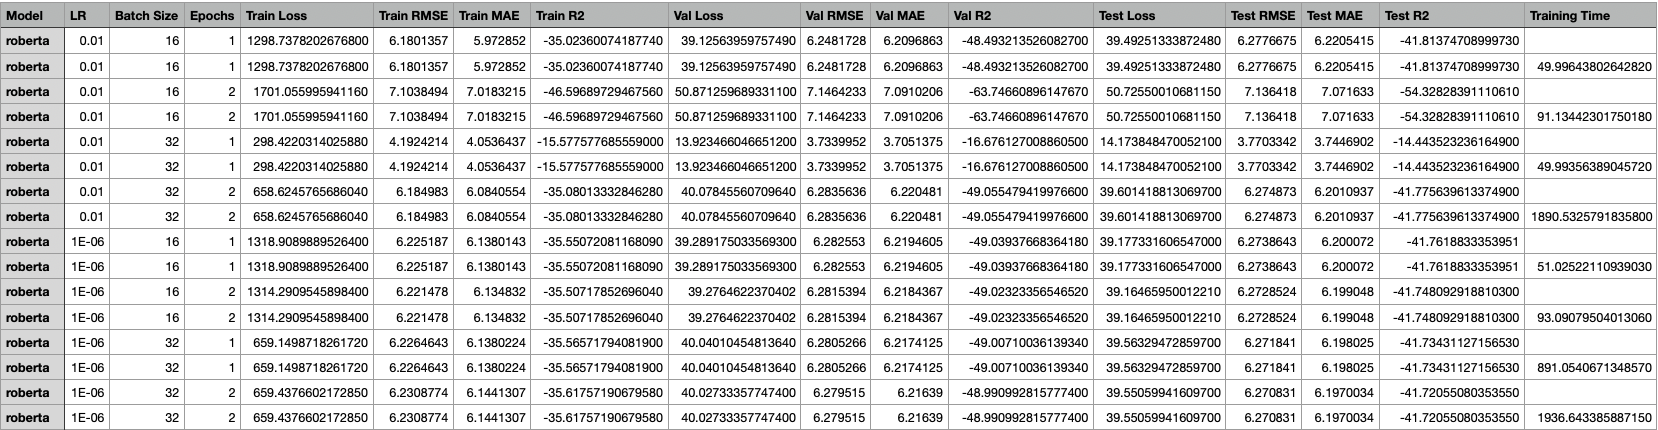 Model LR Batch Size Epochs Train Loss Train RMSE Train MAE Train R2 Val Loss Val RMSE Val MAE Val R2 Test Loss Test RMSE Test MAE Test R2 Training Time
roberta 0.01 16 1 1298.7378202676800 6.1801357 5.972852 -35.02360074187740 39.12563959757490 6.2481728 6.2096863 -48.493213526082700 39.49251333872480 6.2776675 6.2205415 -41.81374708999730
roberta 0.01 16 1 1298.7378202676800 6.1801357 5.972852 -35.02360074187740 39.12563959757490 6.2481728 6.2096863 -48.493213526082700 39.49251333872480 6.2776675 6.2205415 -41.81374708999730 49.99643802642820
roberta 0.01 16 2 1701.055995941160 7.1038494 7.0183215 -46.59689729467560 50.871259689331100 7.1464233 7.0910206 -63.74660896147670 50.72550010681150 7.136418 7.071633 -54.32828391110610
roberta 0.01 16 2 1701.055995941160 7.1038494 7.0183215 -46.59689729467560 50.871259689331100 7.1464233 7.0910206 -63.74660896147670 50.72550010681150 7.136418 7.071633 -54.32828391110610 91.13442301750180
roberta 0.01 32 1 298.4220314025880 4.1924214 4.0536437 -15.577577685559000 13.923466046651200 3.7339952 3.7051375 -16.676127008860500 14.173848470052100 3.7703342 3.7446902 -14.443523236164900
roberta 0.01 32 1 298.4220314025880 4.1924214 4.0536437 -15.577577685559000 13.923466046651200 3.7339952 3.7051375 -16.676127008860500 14.173848470052100 3.7703342 3.7446902 -14.443523236164900 49.99356389045720
roberta 0.01 32 2 658.6245765686040 6.184983 6.0840554 -35.08013332846280 40.07845560709640 6.2835636 6.220481 -49.055479419976600 39.601418813069700 6.274873 6.2010937 -41.775639613374900
roberta 0.01 32 2 658.6245765686040 6.184983 6.0840554 -35.08013332846280 40.07845560709640 6.2835636 6.220481 -49.055479419976600 39.601418813069700 6.274873 6.2010937 -41.775639613374900 1890.5325791835800
roberta 1E-06 16 1 1318.9089889526400 6.225187 6.1380143 -35.55072081168090 39.289175033569300 6.282553 6.2194605 -49.03937668364180 39.177331606547000 6.2738643 6.200072 -41.7618833353951
roberta 1E-06 16 1 1318.9089889526400 6.225187 6.1380143 -35.55072081168090 39.289175033569300 6.282553 6.2194605 -49.03937668364180 39.177331606547000 6.2738643 6.200072 -41.7618833353951 51.02522110939030
roberta 1E-06 16 2 1314.2909545898400 6.221478 6.134832 -35.50717852696040 39.2764622370402 6.2815394 6.2184367 -49.02323356546520 39.16465950012210 6.2728524 6.199048 -41.748092918810300
roberta 1E-06 16 2 1314.2909545898400 6.221478 6.134832 -35.50717852696040 39.2764622370402 6.2815394 6.2184367 -49.02323356546520 39.16465950012210 6.2728524 6.199048 -41.748092918810300 93.09079504013060
roberta 1E-06 32 1 659.1498718261720 6.2264643 6.1380224 -35.56571794081900 40.04010454813640 6.2805266 6.2174125 -49.00710036139340 39.56329472859700 6.271841 6.198025 -41.73431127156530
roberta 1E-06 32 1 659.1498718261720 6.2264643 6.1380224 -35.56571794081900 40.04010454813640 6.2805266 6.2174125 -49.00710036139340 39.56329472859700 6.271841 6.198025 -41.73431127156530 891.0540671348570
roberta 1E-06 32 2 659.4376602172850 6.2308774 6.1441307 -35.61757190679580 40.02733357747400 6.279515 6.21639 -48.990992815777400 39.55059941609700 6.270831 6.1970034 -41.72055080353550
roberta 1E-06 32 2 659.4376602172850 6.2308774 6.1441307 -35.61757190679580 40.02733357747400 6.279515 6.21639 -48.990992815777400 39.55059941609700 6.270831 6.1970034 -41.72055080353550 1936.643385887150